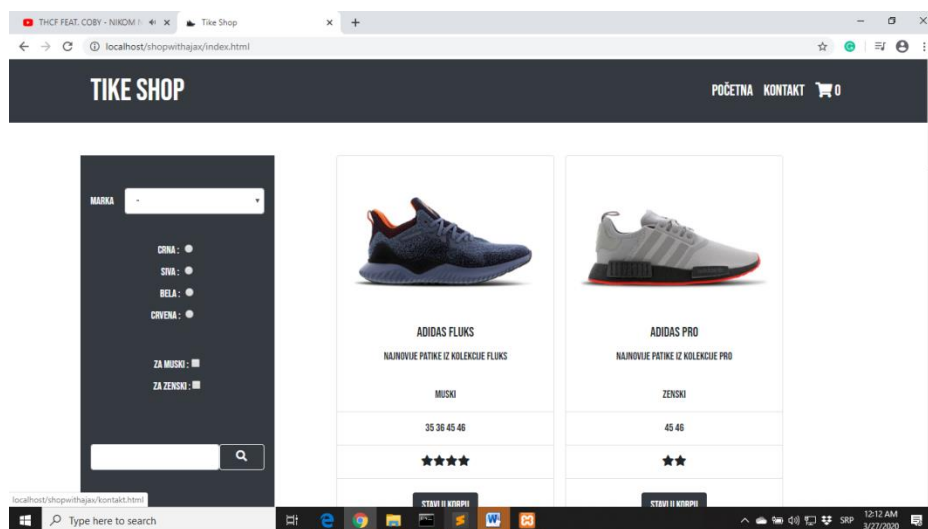 THCF FEAT. COBY - NIKOM
Tike Shop
localhost/shopwithajax/index.html
TIKE SHOP
POČETNA KONTAKT 0
MARKA -
CRNA :
SIVA :
BELA :
CRVENA :
ZA MUSKI :
ZA ZENSKI :
ADIDAS FLUKS
NAJNOVIJE PATIKE IZ KOLEKCIJE FLUKS
MUSKI
35 36 45 46
STAVI U KORPU
ADIDAS PRO
NAJNOVIJE PATIKE IZ KOLEKCIJE PRO
ZENSKI
45 46
STAVI U KORPU
localhost/shopwithajax/kontakt.html
Type here to search
SRP
12:12 AM
3/27/2020